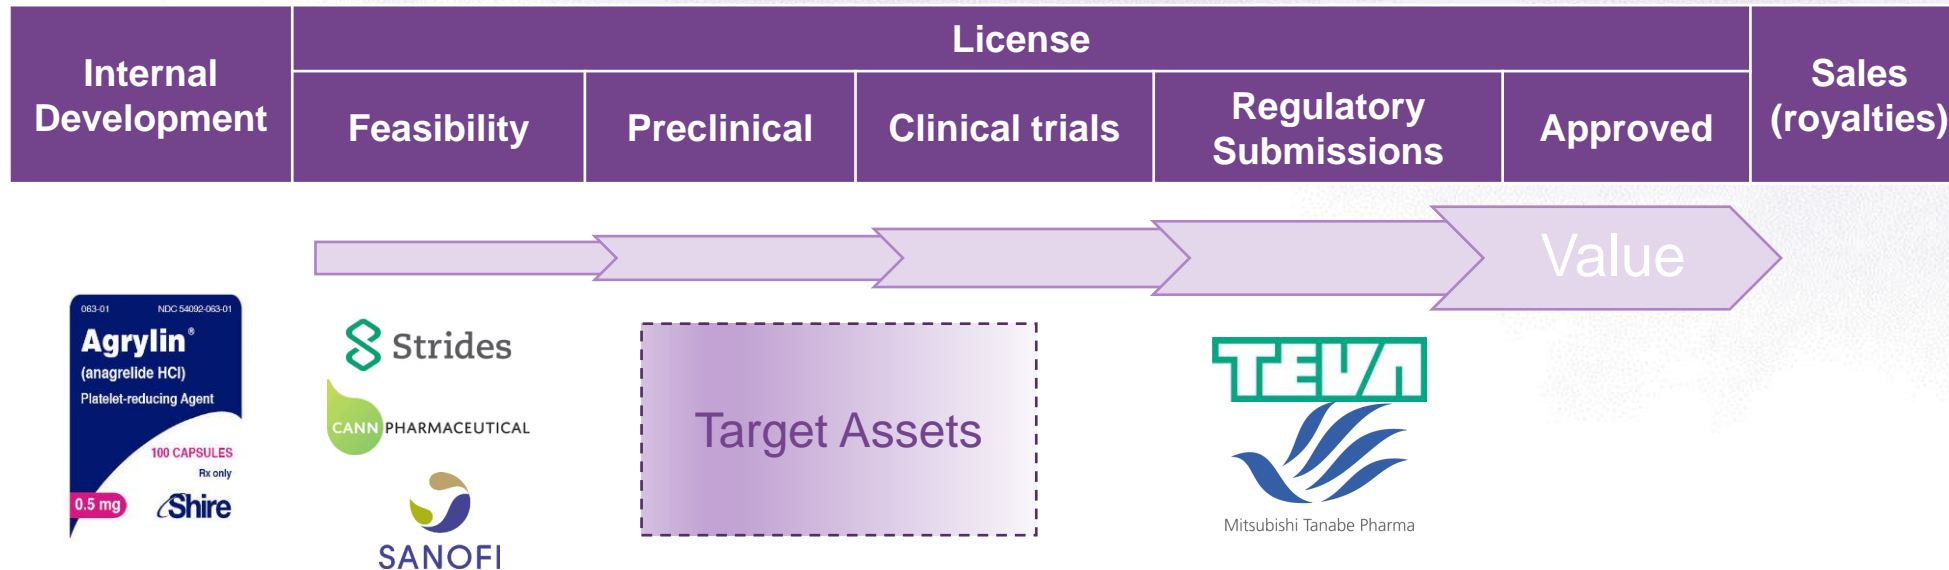 Internal
Development
License
Feasibility
Preclinical
Clinical trials
Regulatory
Submissions
Approved
Sales
(royalties)
Value
063-01 NDC 54092-063-01
Agrylin®
(anagrelide HCl)
Platelet-reducing Agent
100 CAPSULES
Rx only
0.5 mg
Shire
Strides
CANN PHARMACEUTICAL
SANOFI
Target Assets
TEVA
Mitsubishi Tanabe Pharma